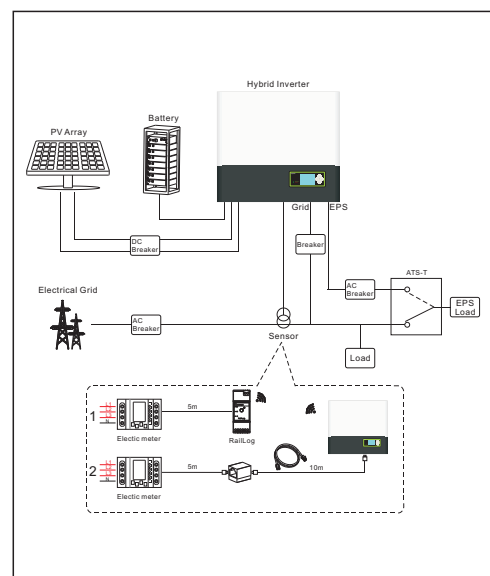 Hybrid Inverter
PV Array
Battery
Grid
EPS
DC
Breaker
Breaker
AC
Breaker
ATS-T
EPS
Load
Electrical Grid
AC
Breaker
Sensor
Load
1
5m
RailLog
Electic meter
2
5m
10m
Electic meter